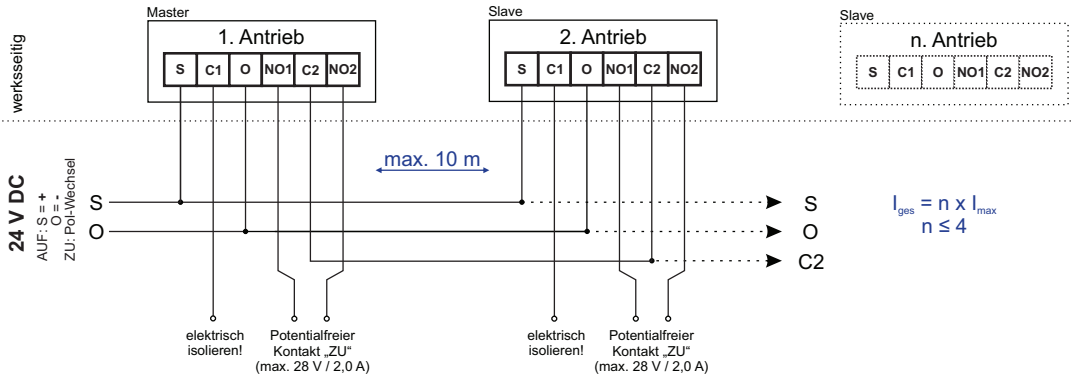 werksseitig
Master
1. Antrieb
S C1 O NO1 C2 NO2
Slave
2. Antrieb
S C1 O NO1 C2 NO2
Slave
n. Antrieb
S C1 O NO1 C2 NO2
max. 10 m
24 V DC
AUF: S = +
O = -
ZU: Pol-Wechsel
S
O
S
O
C2
I_ges = n x I_max
n ≤ 4
elektrisch
isolieren!
Potentialfreier
Kontakt „ZU“
(max. 28 V / 2,0 A)
elektrisch
isolieren!
Potentialfreier
Kontakt „ZU“
(max. 28 V / 2,0 A)